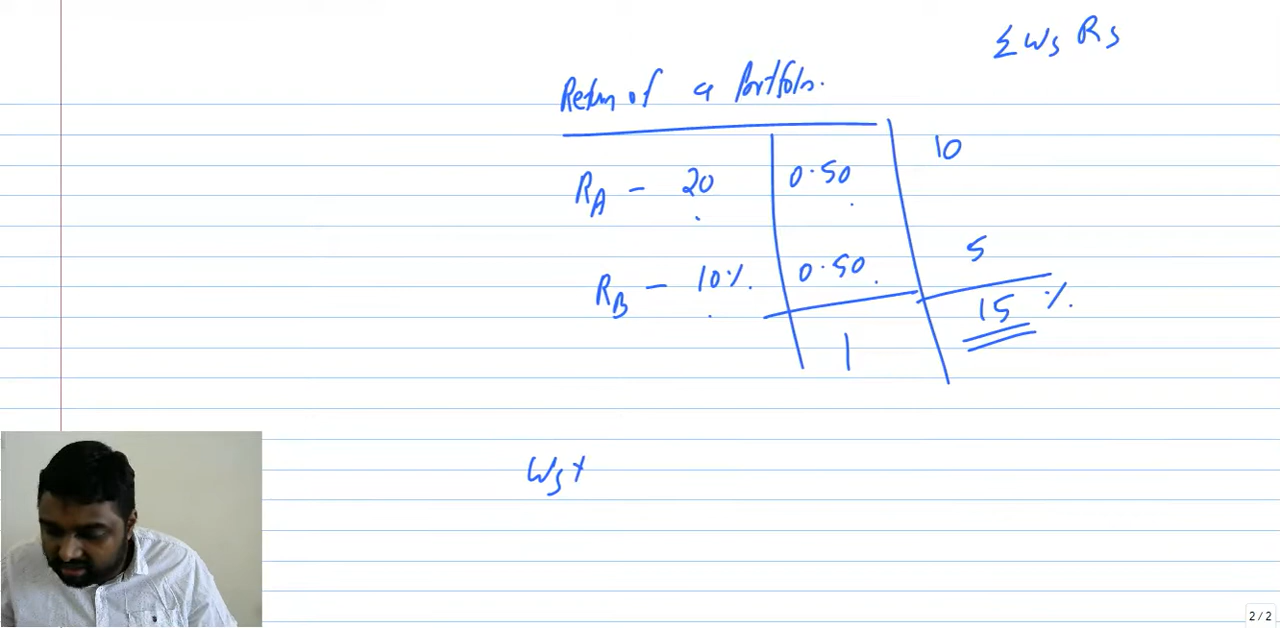 Σ Ws Rs
Return of a Portfolio.
RA - 20 0.50 10
RB - 10%. 0.50. 5
1 15 %.
Ws x
2 / 2